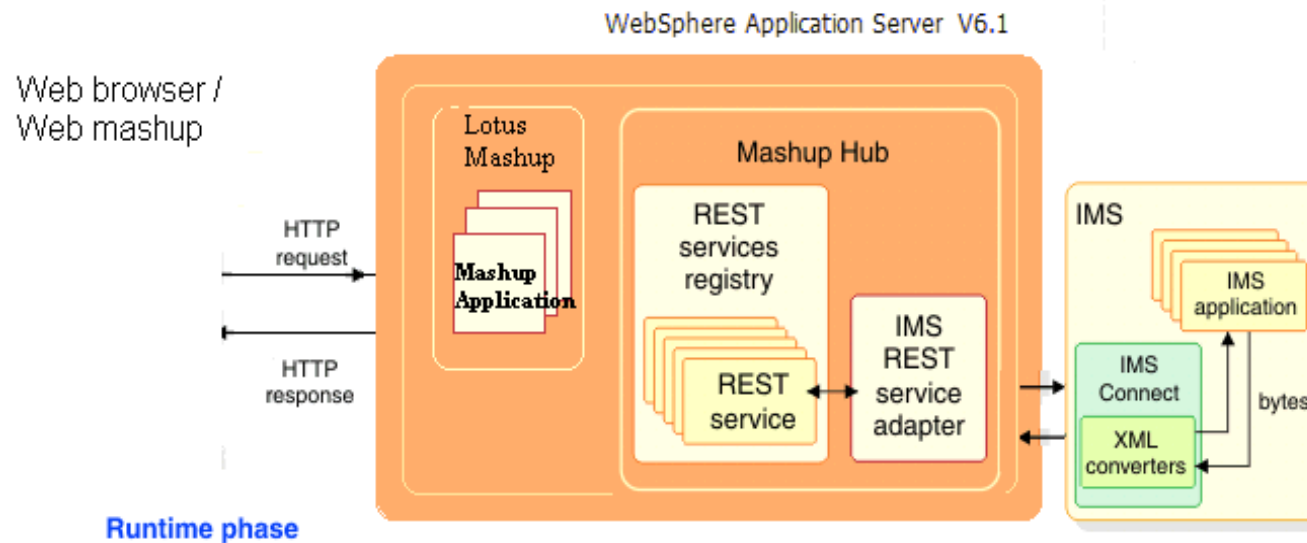 WebSphere Application Server V6.1
Web browser /
Web mashup
Lotus
Mashup
Mashup
Application
Mashup Hub
REST
services
registry
REST
service
IMS
REST
service
adapter
HTTP
request
HTTP
response
IMS
IMS
application
IMS
Connect
XML
converters
bytes
Runtime phase